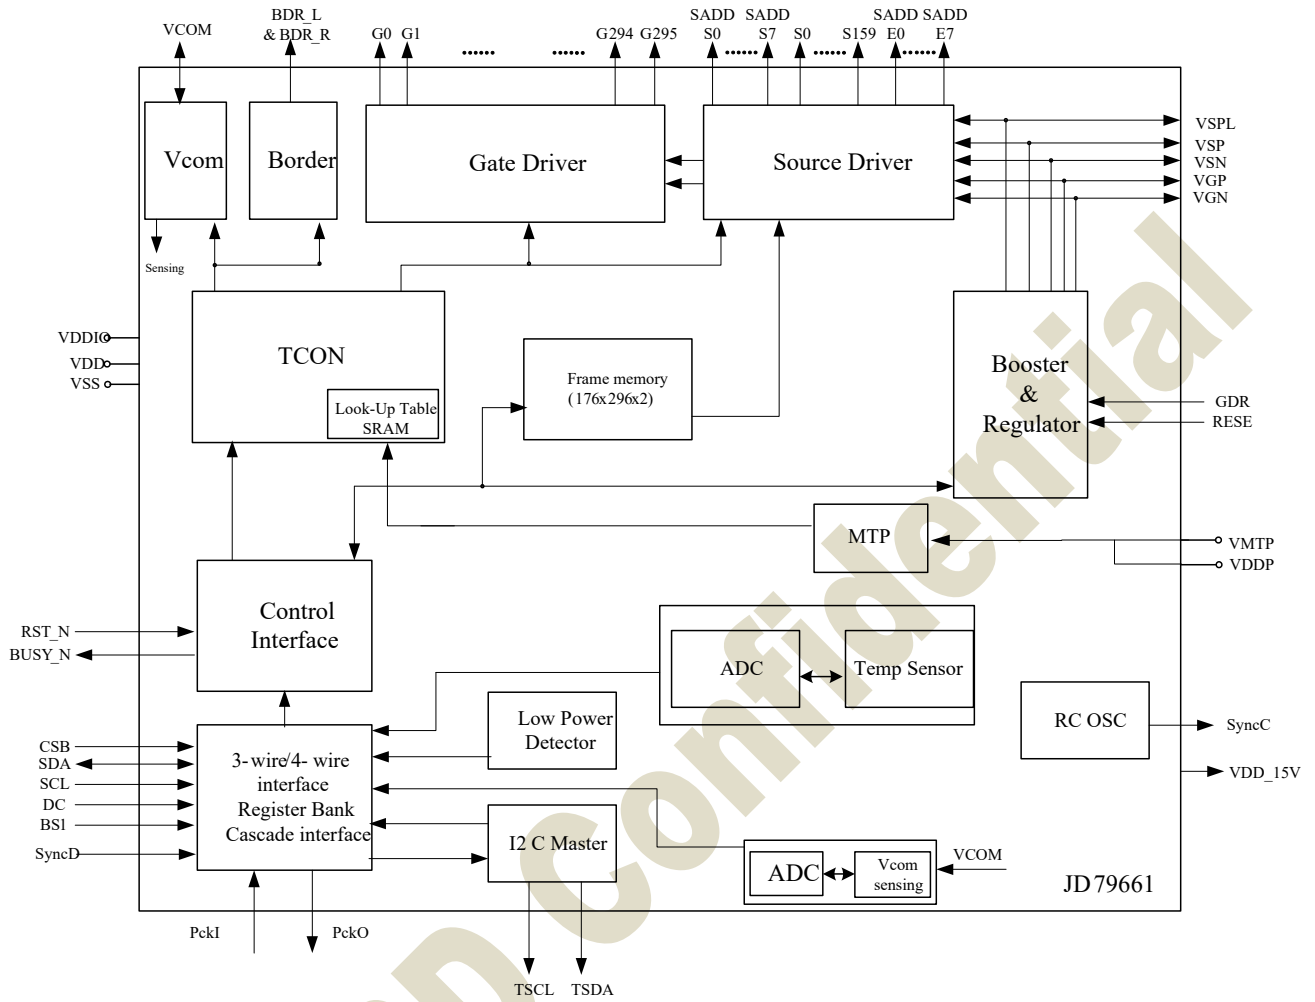 VCOM
BDR_L
& BDR_R
G0
G1
......
......
G294
G295
SADD
S0
......
SADD
S7
S0
......
S159
SADD
E0
......
SADD
E7
Vcom
Border
Gate Driver
Source Driver
VSPL
VSP
VSN
VGP
VGN
Sensing
VDDIO
VDD
VSS
TCON
Look-Up Table
SRAM
Frame memory
(176x296x2)
Booster
&
Regulator
GDR
RESE
MTP
VMTP
VDDP
Control
Interface
RST_N
BUSY_N
ADC
Temp Sensor
Low Power
Detector
RC OSC
SyncC
VDD_15V
CSB
SDA
SCL
DC
BS1
SyncD
3-wire/4- wire
interface
Register Bank
Cascade interface
I2 C Master
ADC
Vcom
sensing
VCOM
JD79661
PckI
PckO
TSCL
TSDA
Confidential